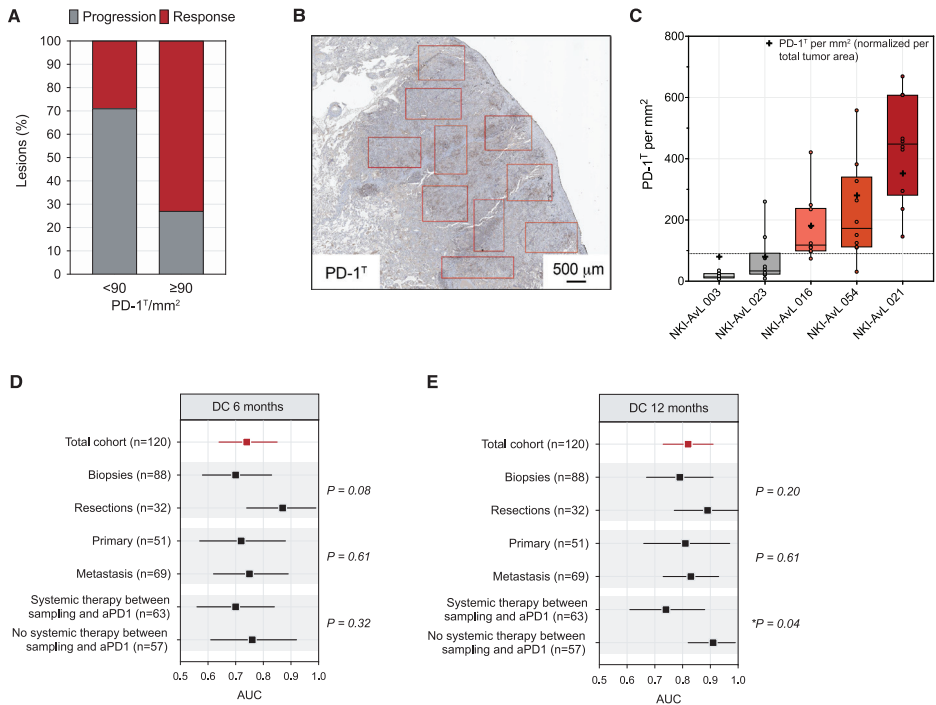 A
Progression
Response
100
90
80
70
60
50
40
30
20
10
0
Lesions (%)
<90
≥90
PD-1ᵀ/mm²
B
PD-1ᵀ
500 µm
C
PD-1ᵀ per mm² (normalized per
total tumor area)
800
600
400
200
0
PD-1ᵀ per mm²
NKI-AvL 003
NKI-AvL 023
NKI-AvL 016
NKI-AvL 054
NKI-AvL 021
D
DC 6 months
Total cohort (n=120)
Biopsies (n=88)
P = 0.08
Resections (n=32)
Primary (n=51)
P = 0.61
Metastasis (n=69)
Systemic therapy between
sampling and aPD1 (n=63)
P = 0.32
No systemic therapy between
sampling and aPD1 (n=57)
0.5 0.6 0.7 0.8 0.9 1.0
AUC
E
DC 12 months
Total cohort (n=120)
Biopsies (n=88)
P = 0.20
Resections (n=32)
Primary (n=51)
P = 0.61
Metastasis (n=69)
Systemic therapy between
sampling and aPD1 (n=63)
*P = 0.04
No systemic therapy between
sampling and aPD1 (n=57)
0.5 0.6 0.7 0.8 0.9 1.0
AUC